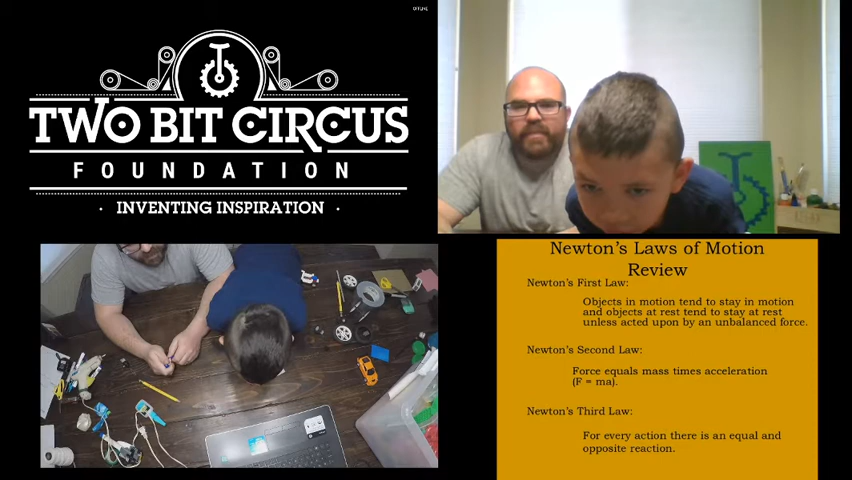 TWO BIT CIRCUS
FOUNDATION
· INVENTING INSPIRATION ·
Newton's Laws of Motion
Review
Newton's First Law:
Objects in motion tend to stay in motion
and objects at rest tend to stay at rest
unless acted upon by an unbalanced force.
Newton's Second Law:
Force equals mass times acceleration
(F = ma).
Newton's Third Law:
For every action there is an equal and
opposite reaction.